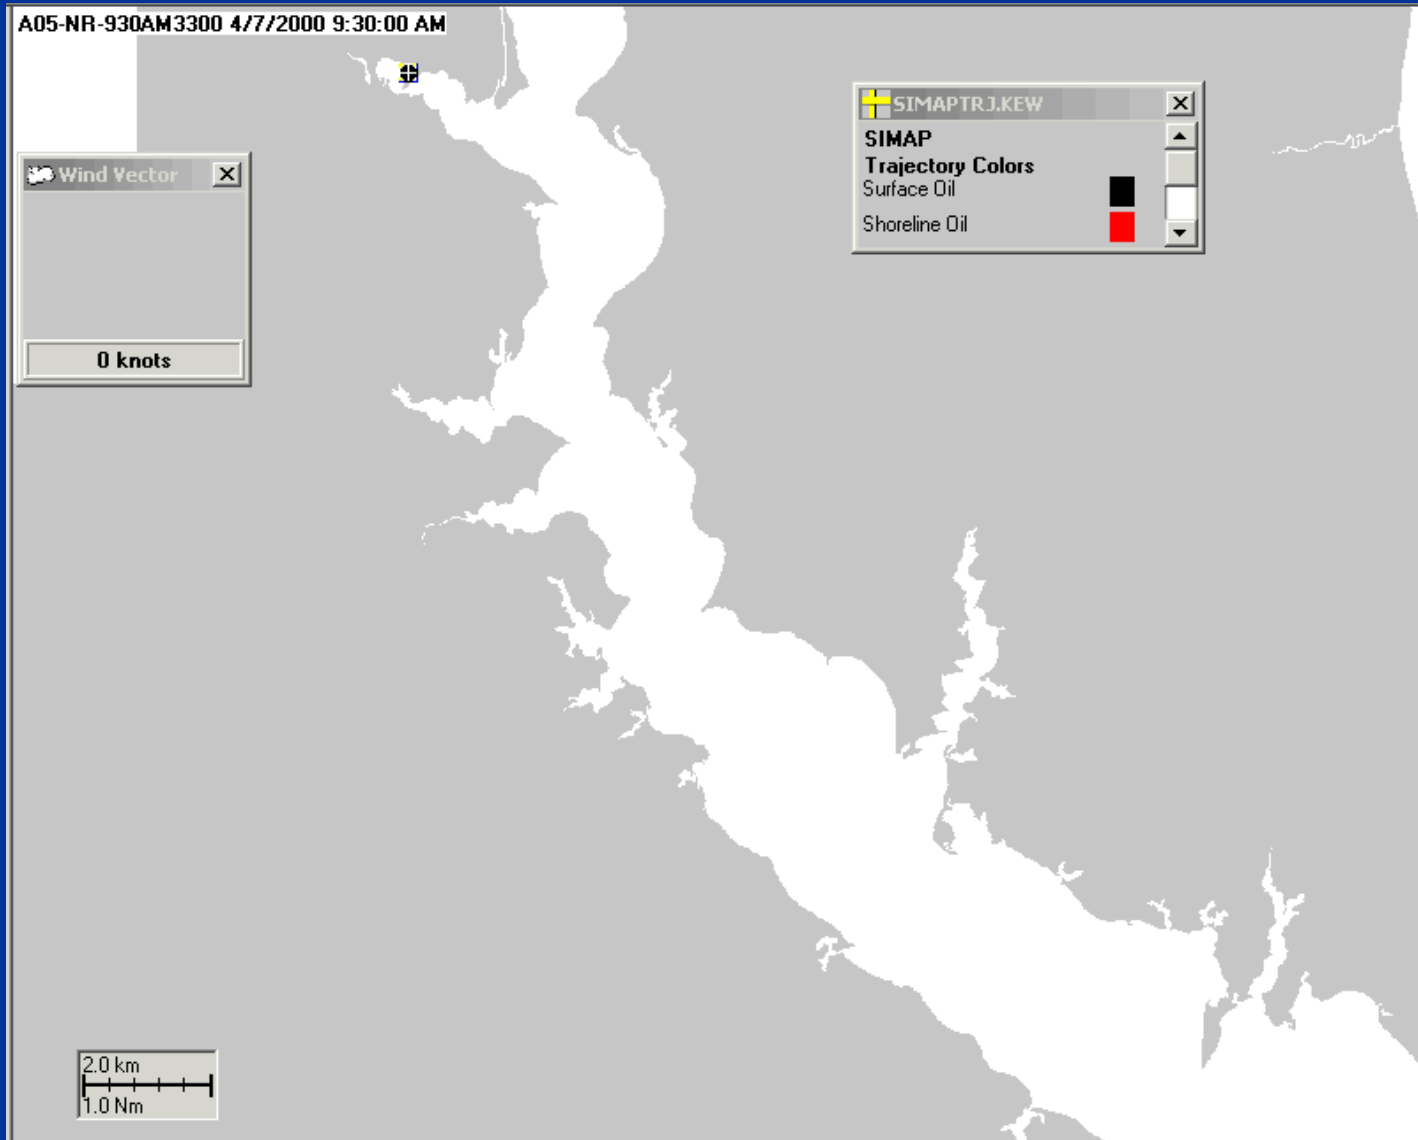 A05-NR-930AM3300 4/7/2000 9:30:00 AM
SIMAPTRJ.KEW
SIMAP
Trajectory Colors
Surface Oil
Shoreline Oil
Wind Vector
0 knots
2.0 km
1.0 Nm